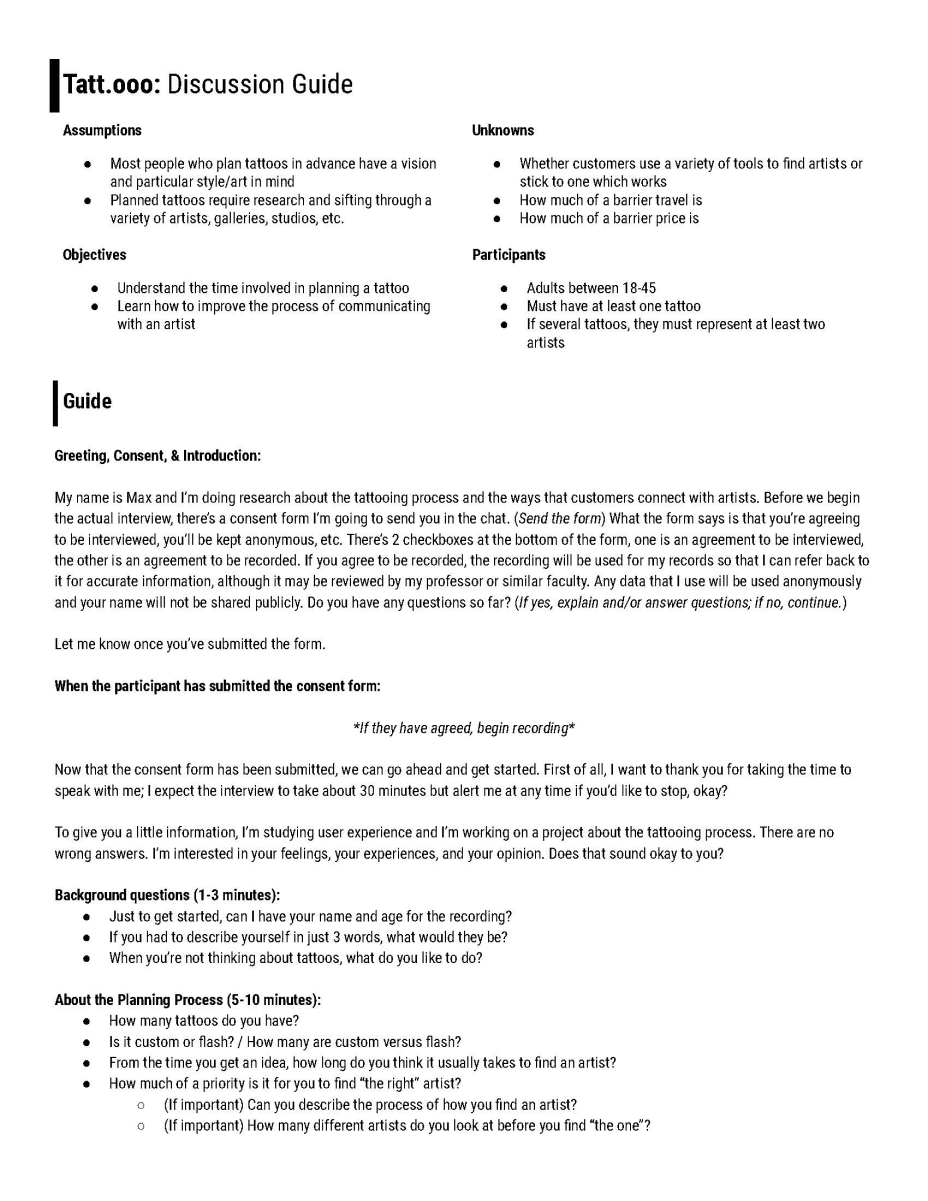 Tatt.ooo: Discussion Guide
Assumptions
● Most people who plan tattoos in advance have a vision
and particular style/art in mind
● Planned tattoos require research and sifting through a
variety of artists, galleries, studios, etc.
Unknowns
● Whether customers use a variety of tools to find artists or
stick to one which works
● How much of a barrier travel is
● How much of a barrier price is
Objectives
● Understand the time involved in planning a tattoo
● Learn how to improve the process of communicating
with an artist
Participants
● Adults between 18-45
● Must have at least one tattoo
● If several tattoos, they must represent at least two
artists
Guide
Greeting, Consent, & Introduction:
My name is Max and I'm doing research about the tattooing process and the ways that customers connect with artists. Before we begin
the actual interview, there's a consent form I'm going to send you in the chat. (Send the form) What the form says is that you're agreeing
to be interviewed, you'll be kept anonymous, etc. There's 2 checkboxes at the bottom of the form, one is an agreement to be interviewed,
the other is an agreement to be recorded. If you agree to be recorded, the recording will be used for my records so that I can refer back to
it for accurate information, although it may be reviewed by my professor or similar faculty. Any data that I use will be used anonymously
and your name will not be shared publicly. Do you have any questions so far? (If yes, explain and/or answer questions; if no, continue.)
Let me know once you've submitted the form.
When the participant has submitted the consent form:
*If they have agreed, begin recording*
Now that the consent form has been submitted, we can go ahead and get started. First of all, I want to thank you for taking the time to
speak with me; I expect the interview to take about 30 minutes but alert me at any time if you'd like to stop, okay?
To give you a little information, I'm studying user experience and I'm working on a project about the tattooing process. There are no
wrong answers. I'm interested in your feelings, your experiences, and your opinion. Does that sound okay to you?
Background questions (1-3 minutes):
● Just to get started, can I have your name and age for the recording?
● If you had to describe yourself in just 3 words, what would they be?
● When you're not thinking about tattoos, what do you like to do?
About the Planning Process (5-10 minutes):
● How many tattoos do you have?
● Is it custom or flash? / How many are custom versus flash?
● From the time you get an idea, how long do you think it usually takes to find an artist?
● How much of a priority is it for you to find "the right" artist?
○ (If important) Can you describe the process of how you find an artist?
○ (If important) How many different artists do you look at before you find "the one"?